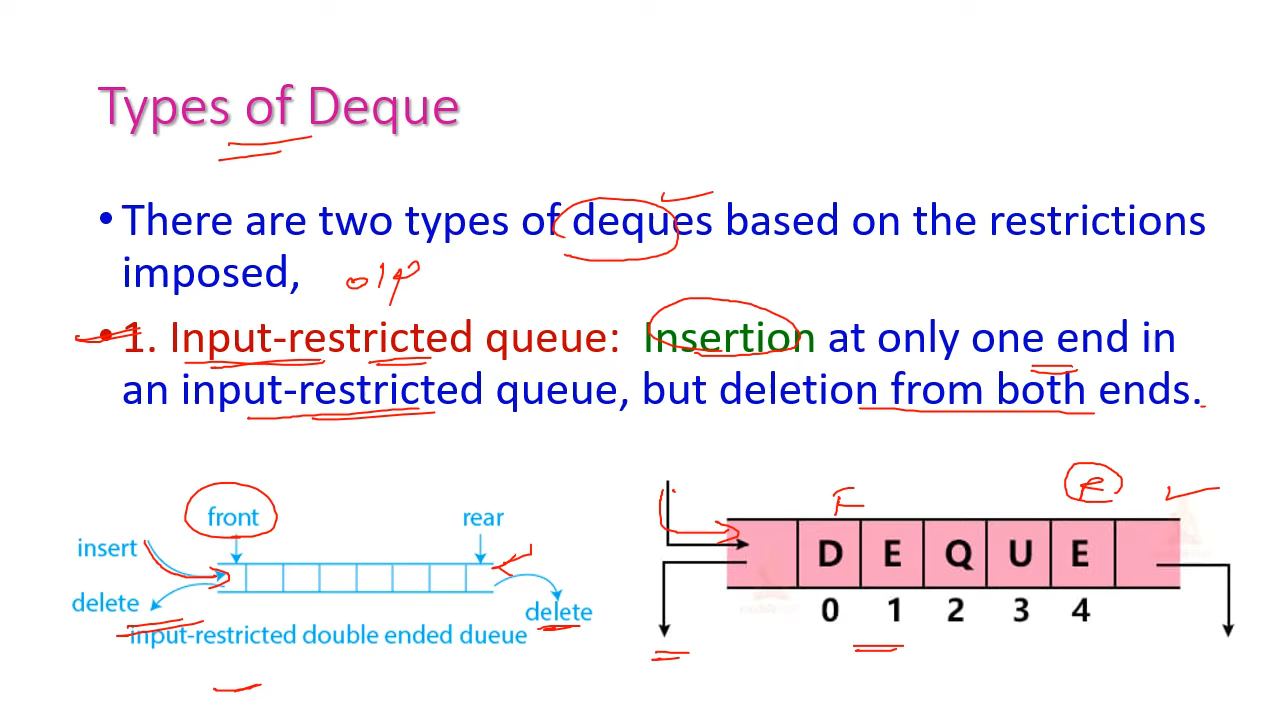 Types of Deque
• There are two types of deques based on the restrictions
imposed,
o/p
• 1. Input-restricted queue: Insertion at only one end in
an input-restricted queue, but deletion from both ends.
front
rear
insert
delete
delete
input-restricted double ended dueue
F
R
D E Q U E
0 1 2 3 4